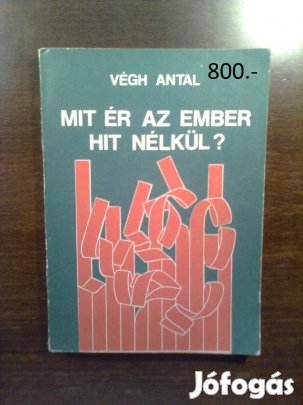 VÉGH ANTAL
800.-
MIT ÉR AZ EMBER
HIT NÉLKÜL?
Jófogás